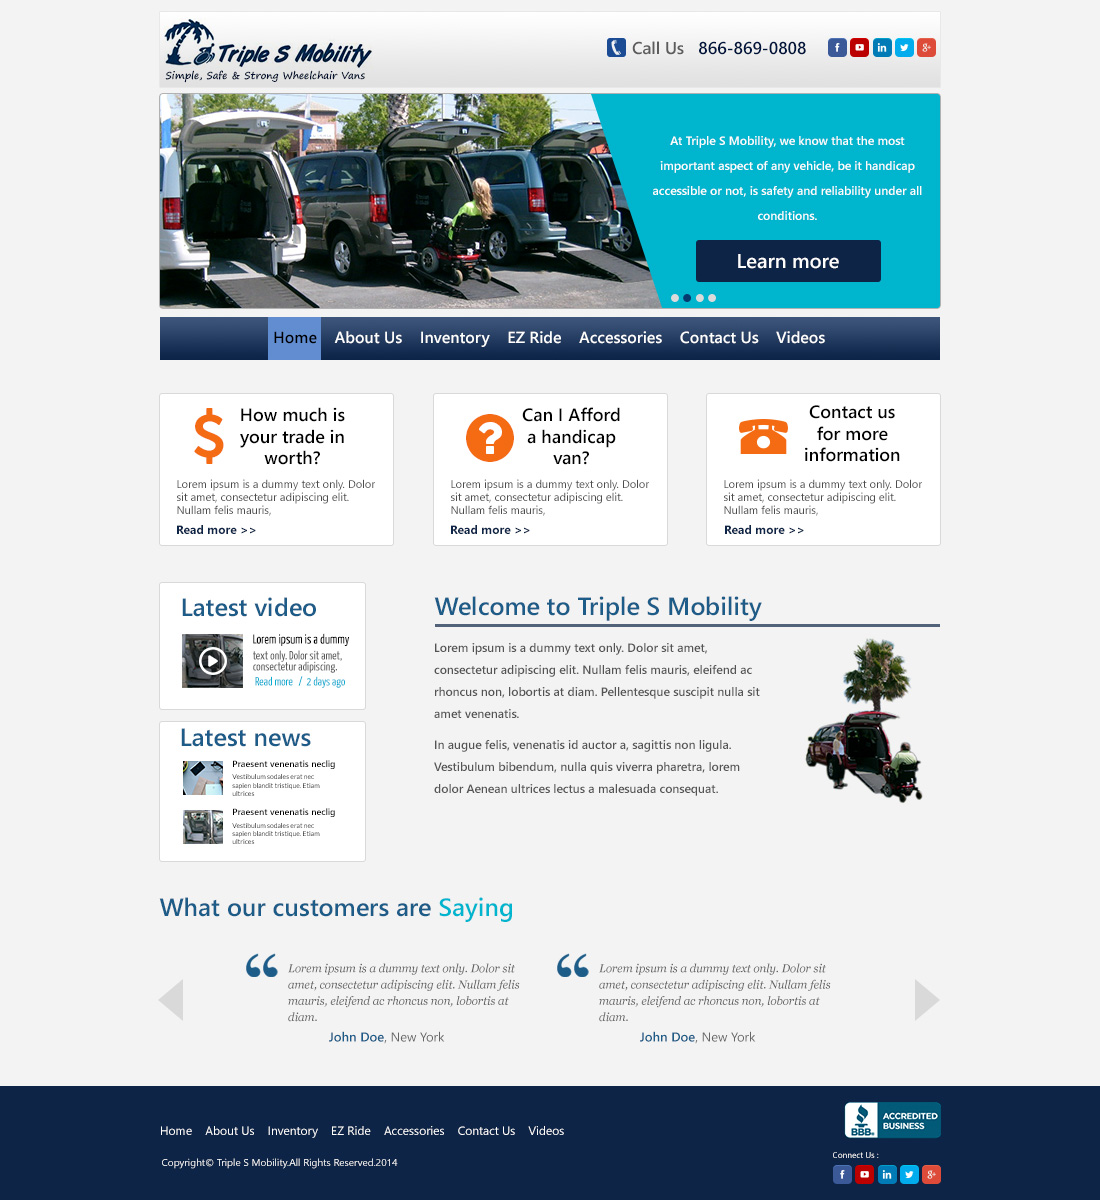 Triple S Mobility
Simple, Safe & Strong Wheelchair Vans
Call Us 866-869-0808
At Triple S Mobility, we know that the most
important aspect of any vehicle, be it handicap
accessible or not, is safety and reliability under all
conditions.
Learn more
Home About Us Inventory EZ Ride Accessories Contact Us Videos
How much is
your trade in
worth?
Lorem ipsum is a dummy text only. Dolor
sit amet, consectetur adipiscing elit.
Nullam felis mauris,
Read more >>
Can I Afford
a handicap
van?
Lorem ipsum is a dummy text only. Dolor
sit amet, consectetur adipiscing elit.
Nullam felis mauris,
Read more >>
Contact us
for more
information
Lorem ipsum is a dummy text only. Dolor
sit amet, consectetur adipiscing elit.
Nullam felis mauris,
Read more >>
Latest video
Lorem ipsum is a dummy
text only. Dolor sit amet,
consectetur adipiscing.
Read more / 2 days ago
Latest news
Praesent venenatis neclig
Vestibulum sodales erat nec
sapien blandit tristique. Etiam
ultrices
Praesent venenatis neclig
Vestibulum sodales erat nec
sapien blandit tristique. Etiam
ultrices
Welcome to Triple S Mobility
Lorem ipsum is a dummy text only. Dolor sit amet,
consectetur adipiscing elit. Nullam felis mauris, eleifend ac
rhoncus non, lobortis at diam. Pellentesque suscipit nulla sit
amet venenatis.
In augue felis, venenatis id auctor a, sagittis non ligula.
Vestibulum bibendum, nulla quis viverra pharetra, lorem
dolor Aenean ultrices lectus a malesuada consequat.
What our customers are Saying
Lorem ipsum is a dummy text only. Dolor sit
amet, consectetur adipiscing elit. Nullam felis
mauris, eleifend ac rhoncus non, lobortis at
diam.
John Doe, New York
Lorem ipsum is a dummy text only. Dolor sit
amet, consectetur adipiscing elit. Nullam felis
mauris, eleifend ac rhoncus non, lobortis at
diam.
John Doe, New York
Home About Us Inventory EZ Ride Accessories Contact Us Videos
Copyright© Triple S Mobility.All Rights Reserved.2014
BBB
ACCREDITED
BUSINESS
Connect Us :